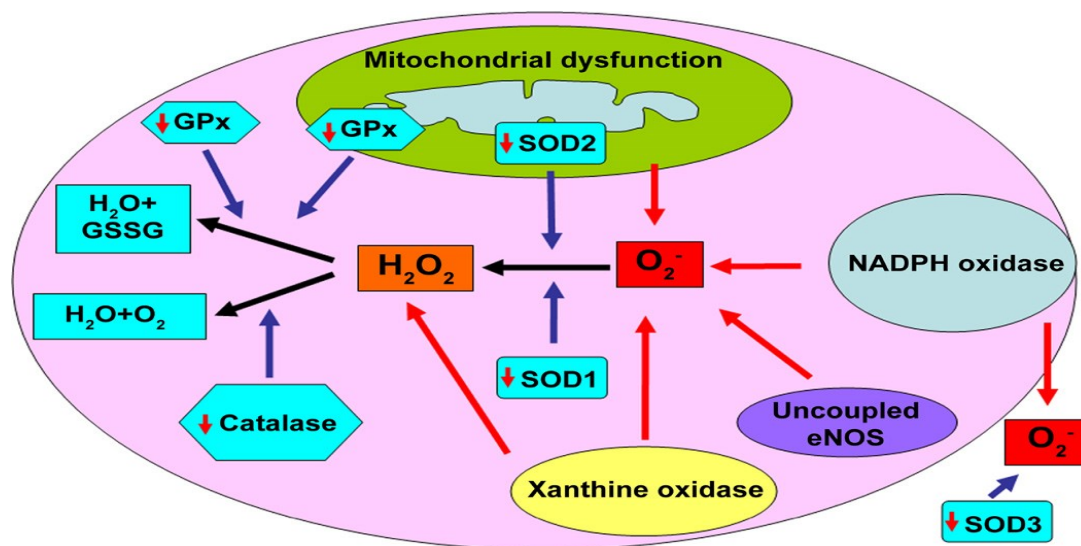 Mitochondrial dysfunction
GPx
GPx
SOD2
H₂O+
GSSG
H₂O₂
O₂⁻
NADPH oxidase
H₂O+O₂
SOD1
Catalase
Uncoupled
eNOS
O₂⁻
Xanthine oxidase
SOD3